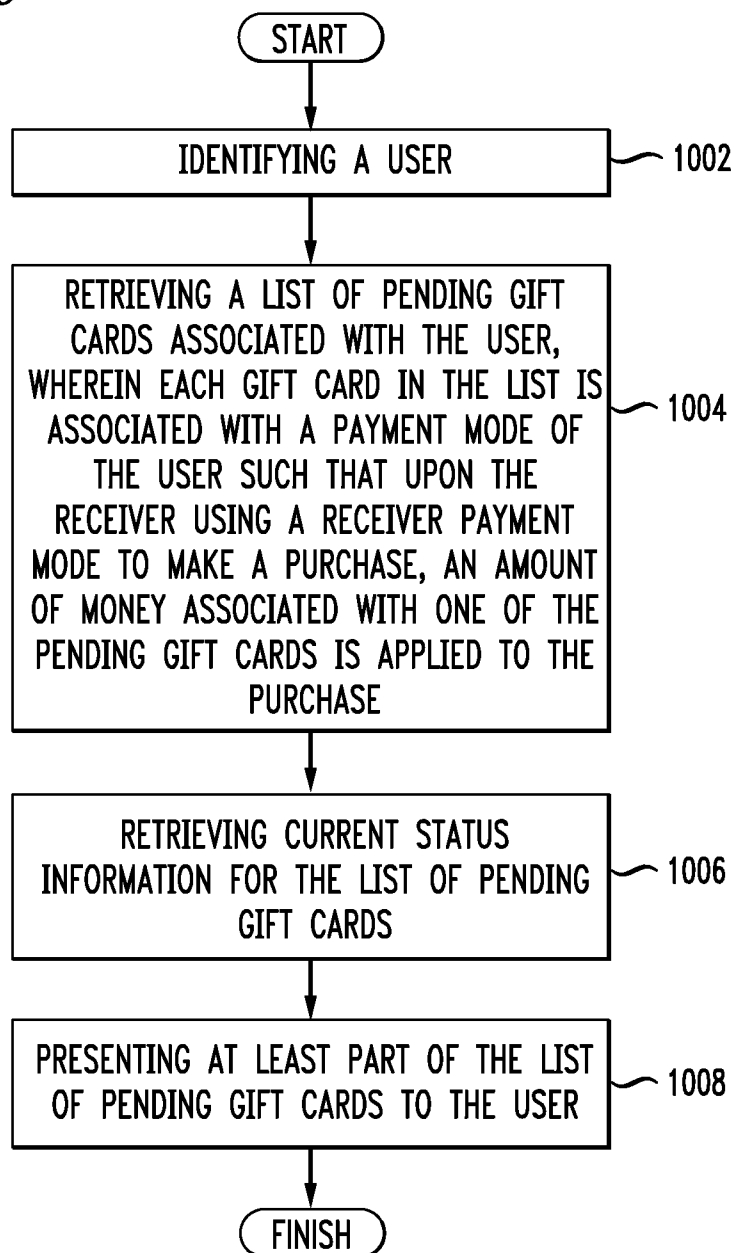 START
IDENTIFYING A USER
1002
RETRIEVING A LIST OF PENDING GIFT
CARDS ASSOCIATED WITH THE USER,
WHEREIN EACH GIFT CARD IN THE LIST IS
ASSOCIATED WITH A PAYMENT MODE OF
THE USER SUCH THAT UPON THE
RECEIVER USING A RECEIVER PAYMENT
MODE TO MAKE A PURCHASE, AN AMOUNT
OF MONEY ASSOCIATED WITH ONE OF THE
PENDING GIFT CARDS IS APPLIED TO THE
PURCHASE
1004
RETRIEVING CURRENT STATUS
INFORMATION FOR THE LIST OF PENDING
GIFT CARDS
1006
PRESENTING AT LEAST PART OF THE LIST
OF PENDING GIFT CARDS TO THE USER
1008
FINISH